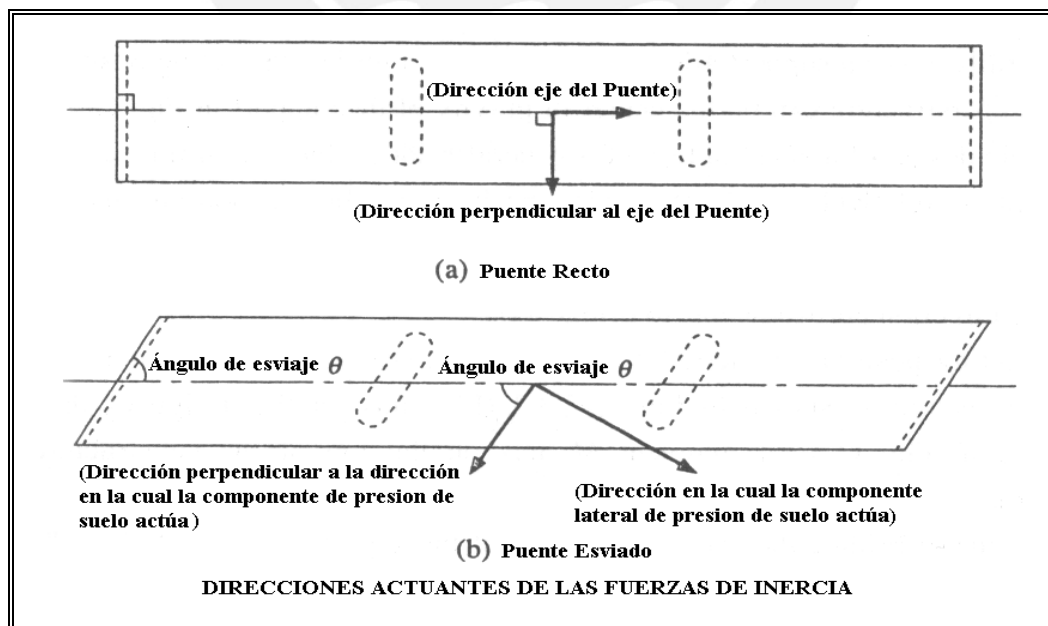 (Dirección eje del Puente)
(Dirección perpendicular al eje del Puente)
(a) Puente Recto
Ángulo de esviaje θ
Ángulo de esviaje θ
(Dirección perpendicular a la dirección
en la cual la componente de presion de
suelo actúa )
(Dirección en la cual la componente
lateral de presion de suelo actúa)
(b) Puente Esviado
DIRECCIONES ACTUANTES DE LAS FUERZAS DE INERCIA